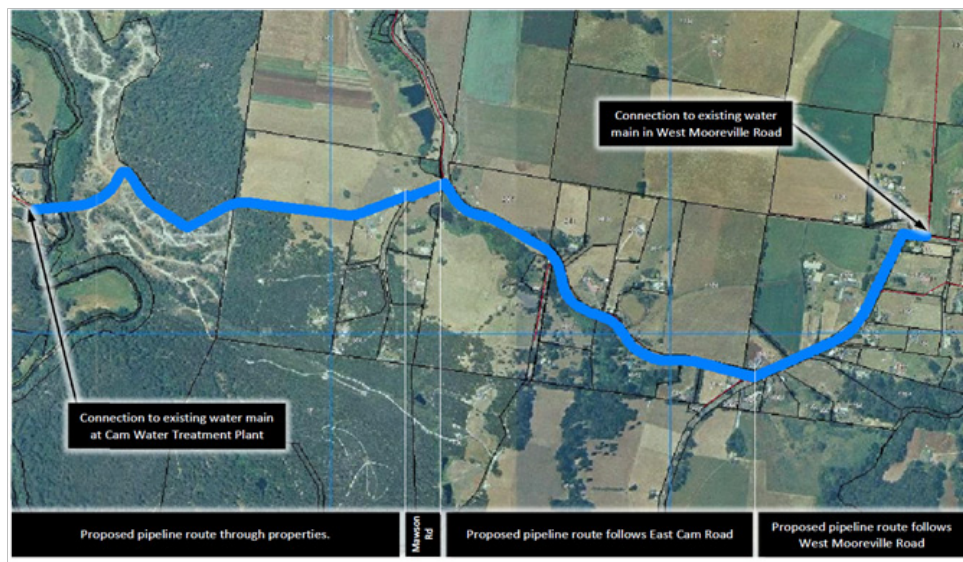 Connection to existing water
main in West Mooreville Road
Connection to existing water main
at Cam Water Treatment Plant
Proposed pipeline route through properties.
Mawson
Rd
Proposed pipeline route follows East Cam Road
Proposed pipeline route follows
West Mooreville Road